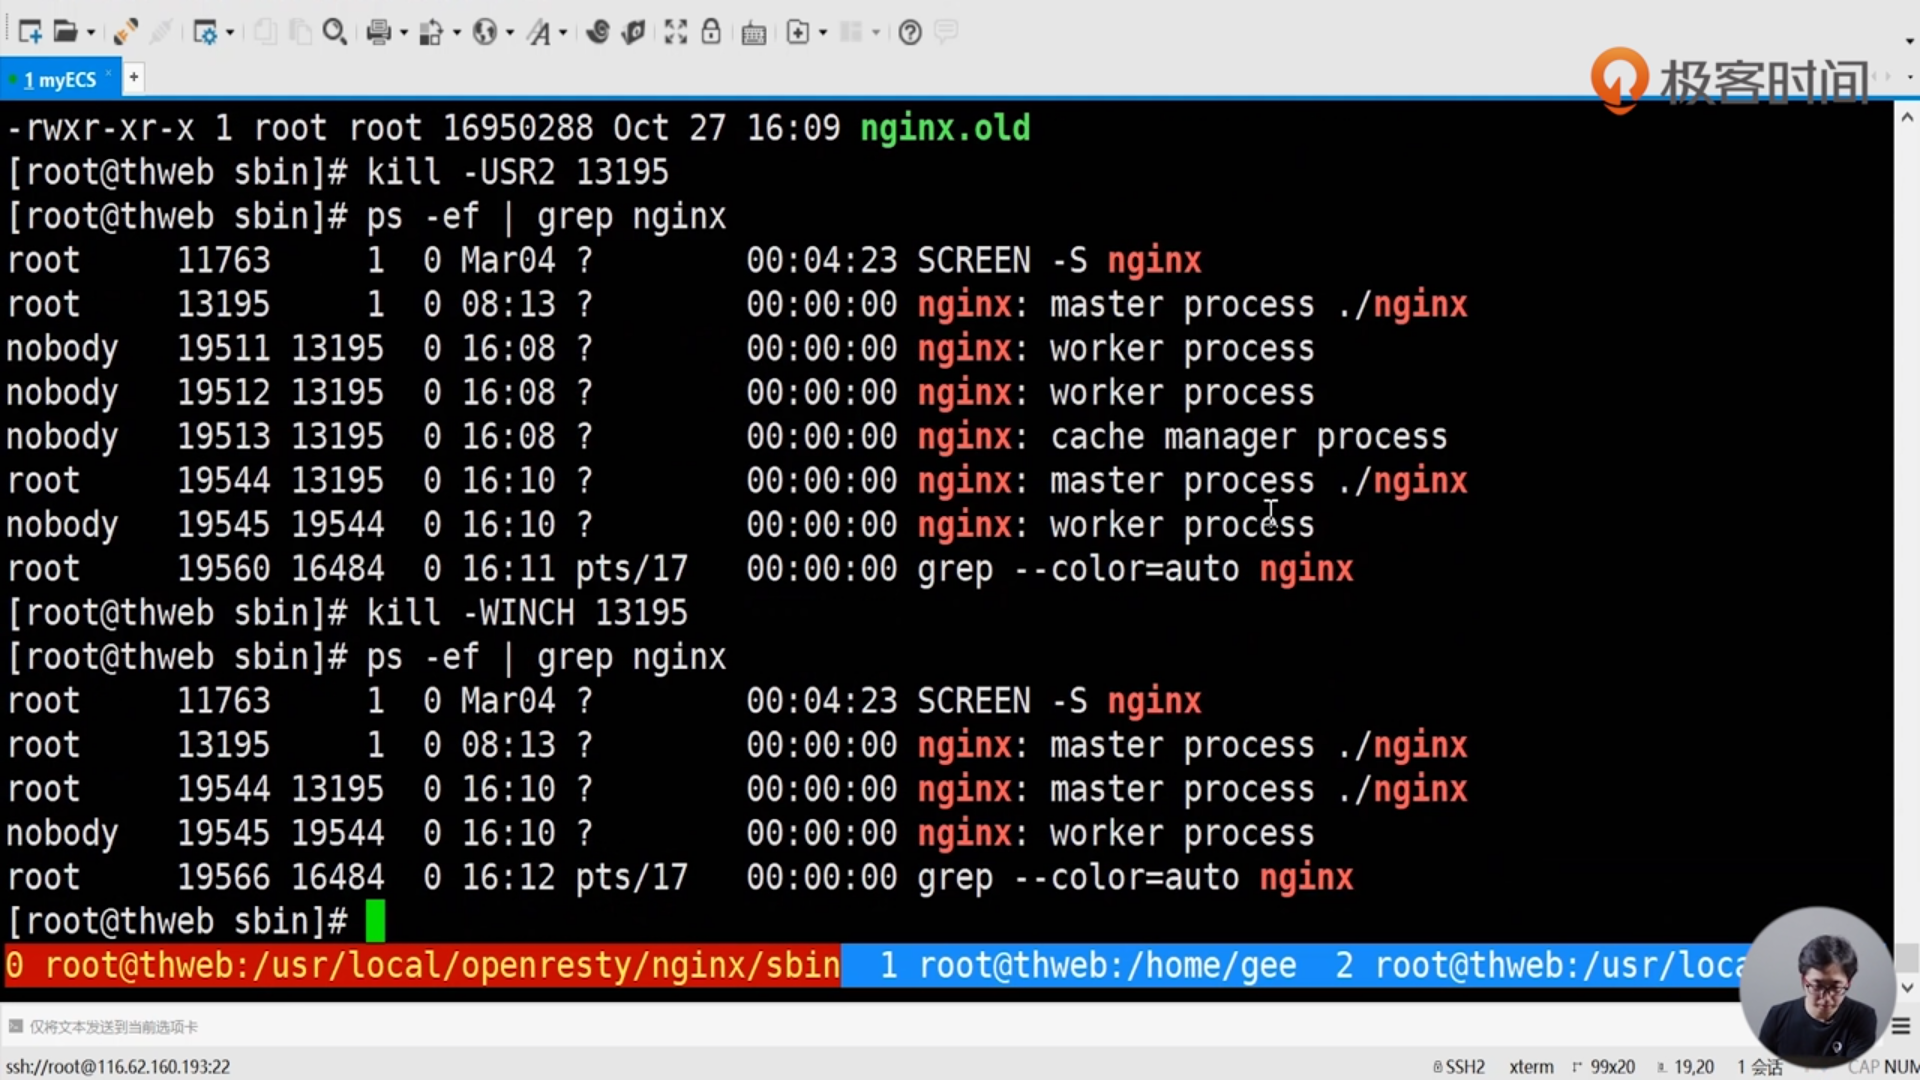 1 myECS
极客时间
-rwxr-xr-x 1 root root 16950288 Oct 27 16:09 nginx.old
[root@thweb sbin]# kill -USR2 13195
[root@thweb sbin]# ps -ef | grep nginx
root     11763     1  0 Mar04 ?        00:04:23 SCREEN -S nginx
root     13195     1  0 08:13 ?        00:00:00 nginx: master process ./nginx
nobody   19511 13195  0 16:08 ?        00:00:00 nginx: worker process
nobody   19512 13195  0 16:08 ?        00:00:00 nginx: worker process
nobody   19513 13195  0 16:08 ?        00:00:00 nginx: cache manager process
root     19544 13195  0 16:10 ?        00:00:00 nginx: master process ./nginx
nobody   19545 19544  0 16:10 ?        00:00:00 nginx: worker process
root     19560 16484  0 16:11 pts/17   00:00:00 grep --color=auto nginx
[root@thweb sbin]# kill -WINCH 13195
[root@thweb sbin]# ps -ef | grep nginx
root     11763     1  0 Mar04 ?        00:04:23 SCREEN -S nginx
root     13195     1  0 08:13 ?        00:00:00 nginx: master process ./nginx
root     19544 13195  0 16:10 ?        00:00:00 nginx: master process ./nginx
nobody   19545 19544  0 16:10 ?        00:00:00 nginx: worker process
root     19566 16484  0 16:12 pts/17   00:00:00 grep --color=auto nginx
[root@thweb sbin]#
0 root@thweb:/usr/local/openresty/nginx/sbin  1 root@thweb:/home/gee  2 root@thweb:/usr/loca
仅将文本发送到当前选项卡
ssh://root@116.62.160.193:22 SSH2 xterm 99x20 19,20 1 会话 CAP NUM